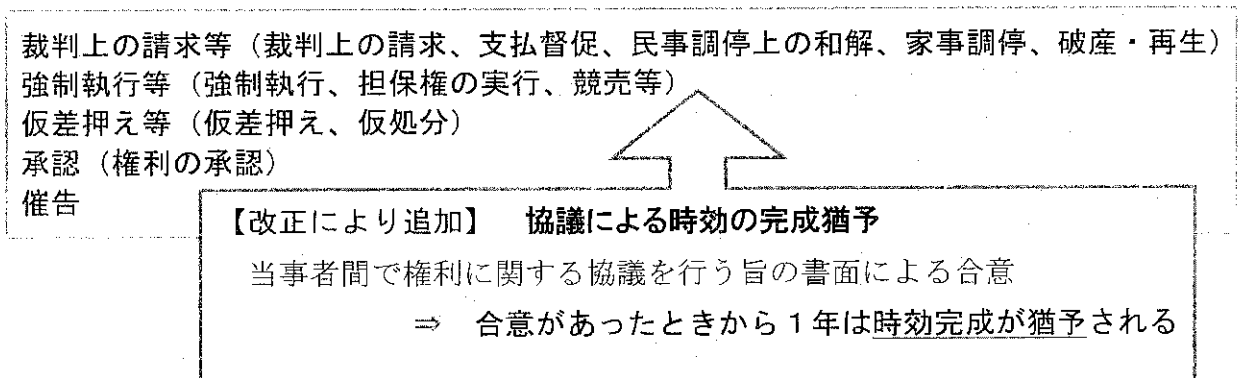 裁判上の請求等（裁判上の請求、支払督促、民事調停上の和解、家事調停、破産・再生）
強制執行等（強制執行、担保権の実行、競売等）
仮差押え等（仮差押え、仮処分）
承認（権利の承認）
催告
【改正により追加】　協議による時効の完成猶予
当事者間で権利に関する協議を行う旨の書面による合意
⇒　合意があったときから１年は時効完成が猶予される